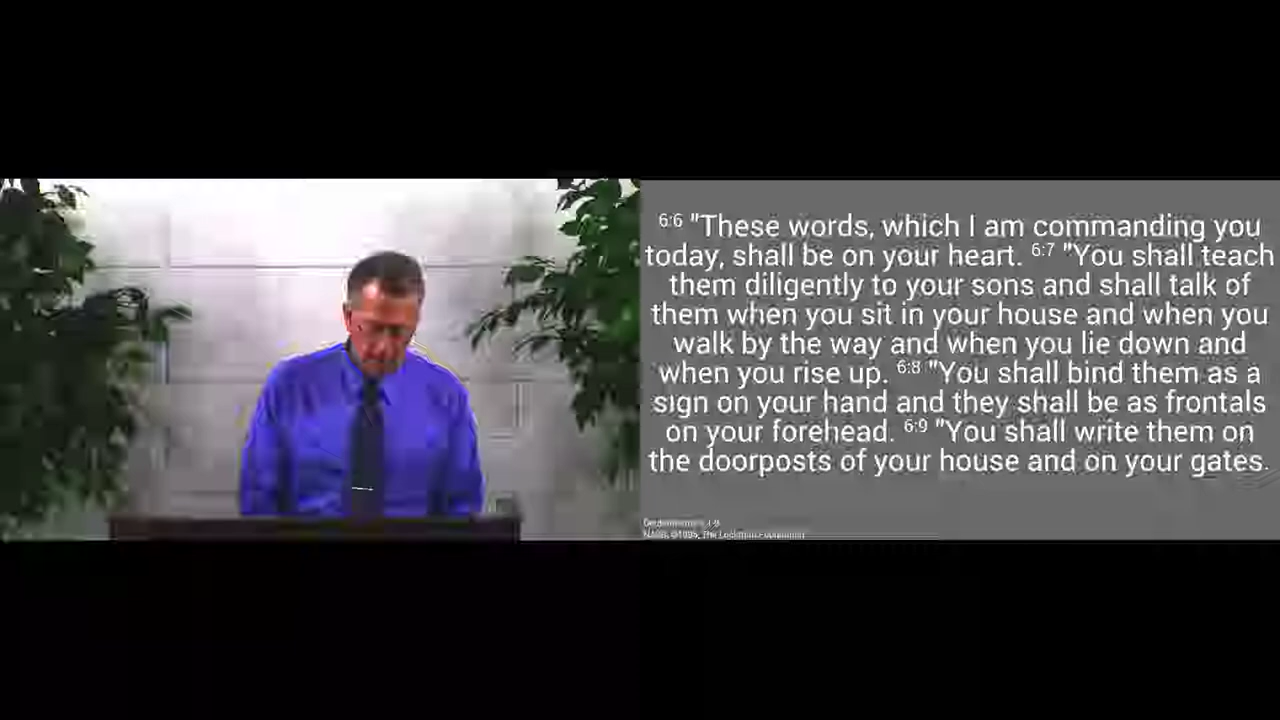 6:6 "These words, which I am commanding you
today, shall be on your heart. 6:7 "You shall teach
them diligently to your sons and shall talk of
them when you sit in your house and when you
walk by the way and when you lie down and
when you rise up. 6:8 "You shall bind them as a
sign on your hand and they shall be as frontals
on your forehead. 6:9 "You shall write them on
the doorposts of your house and on your gates.
The Lockman Foundation